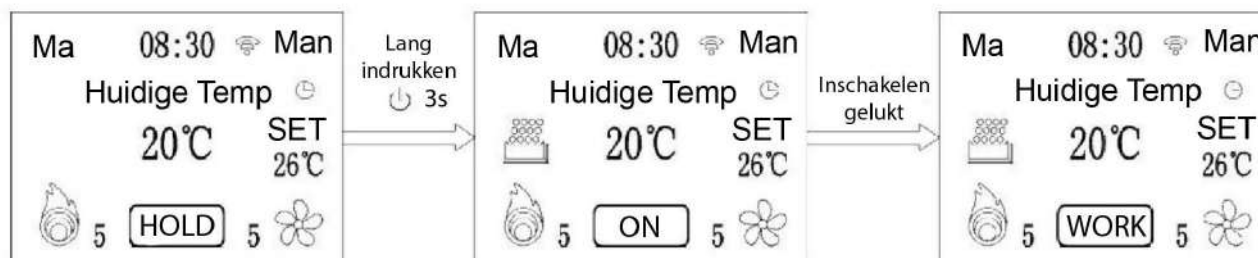 Ma 08:30 Man
Huidige Temp
20℃ SET
26℃
5 HOLD 5
Lang
indrukken
3s
Ma 08:30 Man
Huidige Temp
20℃ SET
26℃
5 ON 5
Inschakelen
gelukt
Ma 08:30 Man
Huidige Temp
20℃ SET
26℃
5 WORK 5